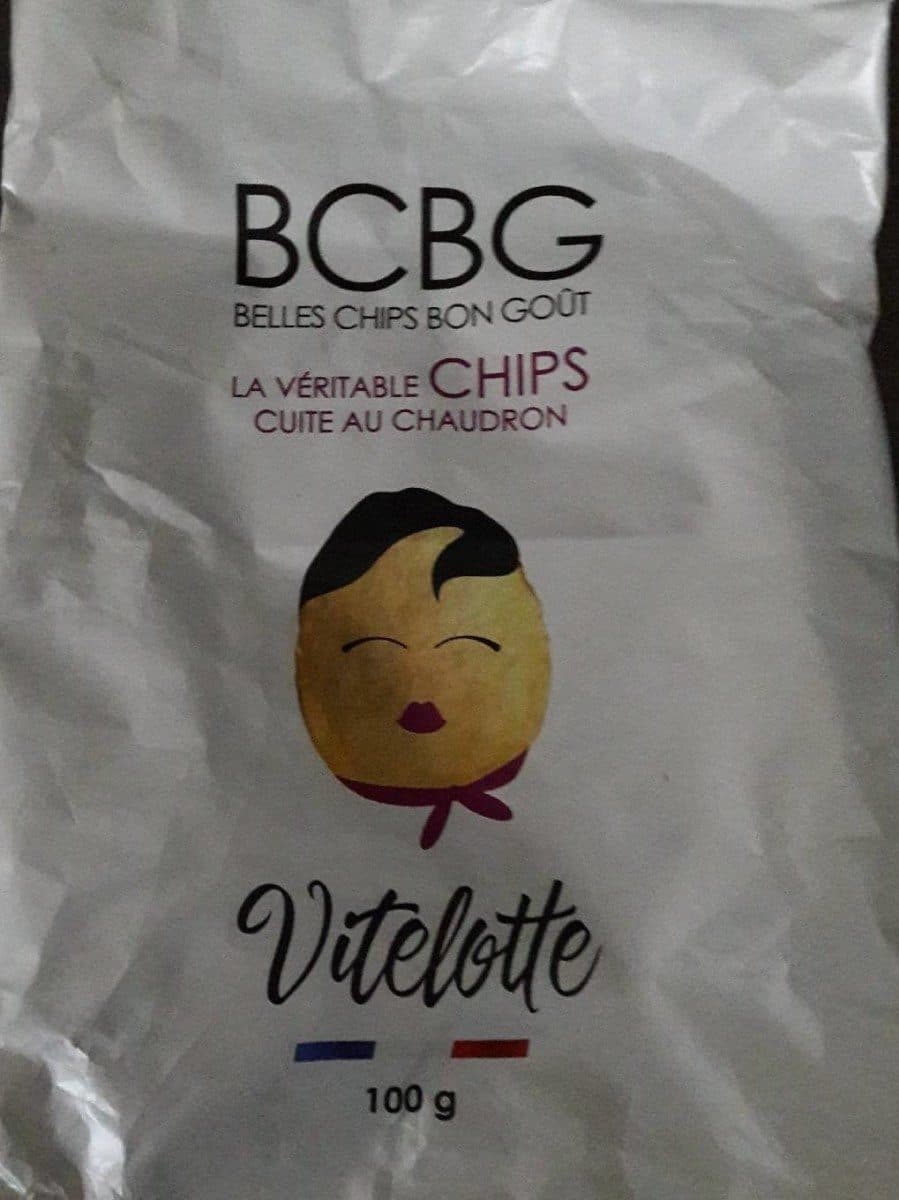 BCBG
BELLES CHIPS BON GOÛT
LA VÉRITABLE CHIPS
CUITE AU CHAUDRON
Vitelotte
100 g